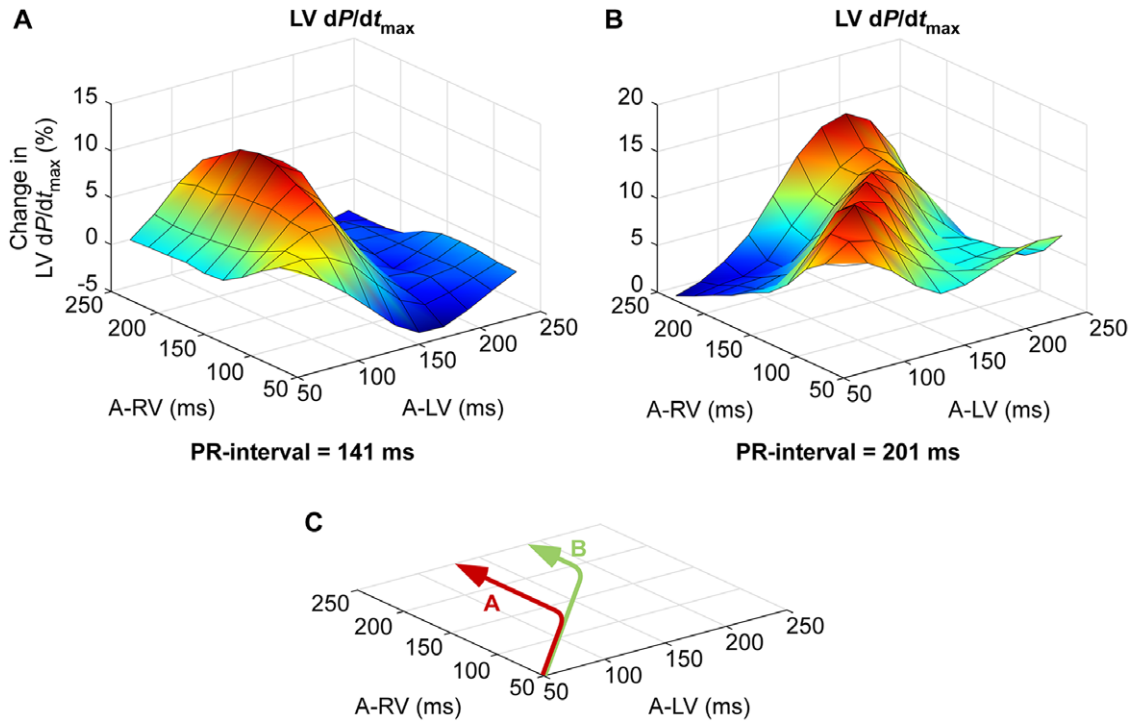 A
LV dP/dtmax
Change in
LV dP/dtmax (%)
15
10
5
0
-5
250
200
150
100
50
50
100
150
200
250
A-RV (ms)
A-LV (ms)
PR-interval = 141 ms
B
LV dP/dtmax
20
15
10
5
0
250
200
150
100
50
50
100
150
200
250
A-RV (ms)
A-LV (ms)
PR-interval = 201 ms
C
B
A
250
200
150
100
50
50
100
150
200
250
A-RV (ms)
A-LV (ms)